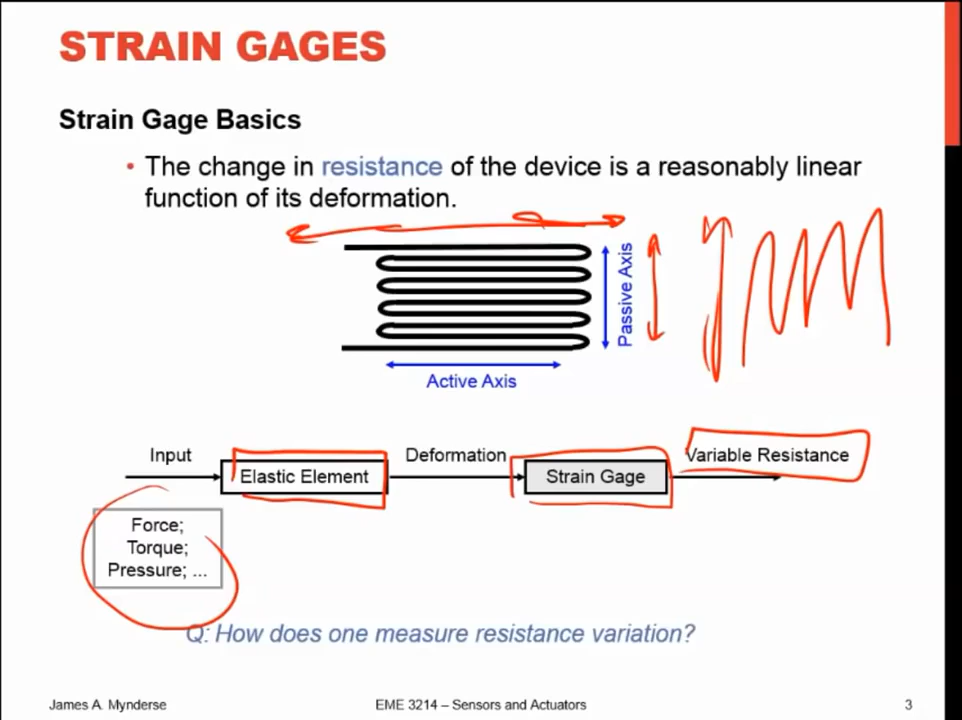 STRAIN GAGES
Strain Gage Basics
• The change in resistance of the device is a reasonably linear
function of its deformation.
Passive Axis
Active Axis
Input
Elastic Element
Deformation
Strain Gage
Variable Resistance
Force;
Torque;
Pressure; ...
Q: How does one measure resistance variation?
James A. Mynderse
EME 3214 – Sensors and Actuators
3